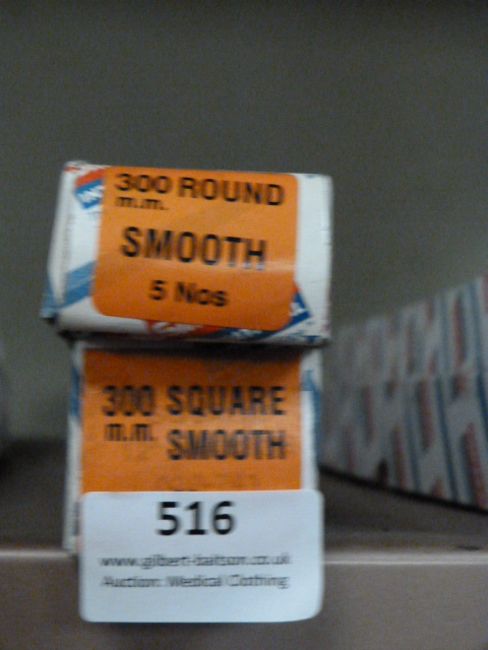 300 ROUND
m.m.
SMOOTH
5 Nos
300 SQUARE
m.m. SMOOTH
516
www.gilbert-baitson.co.uk
Auction: Medical Clothing